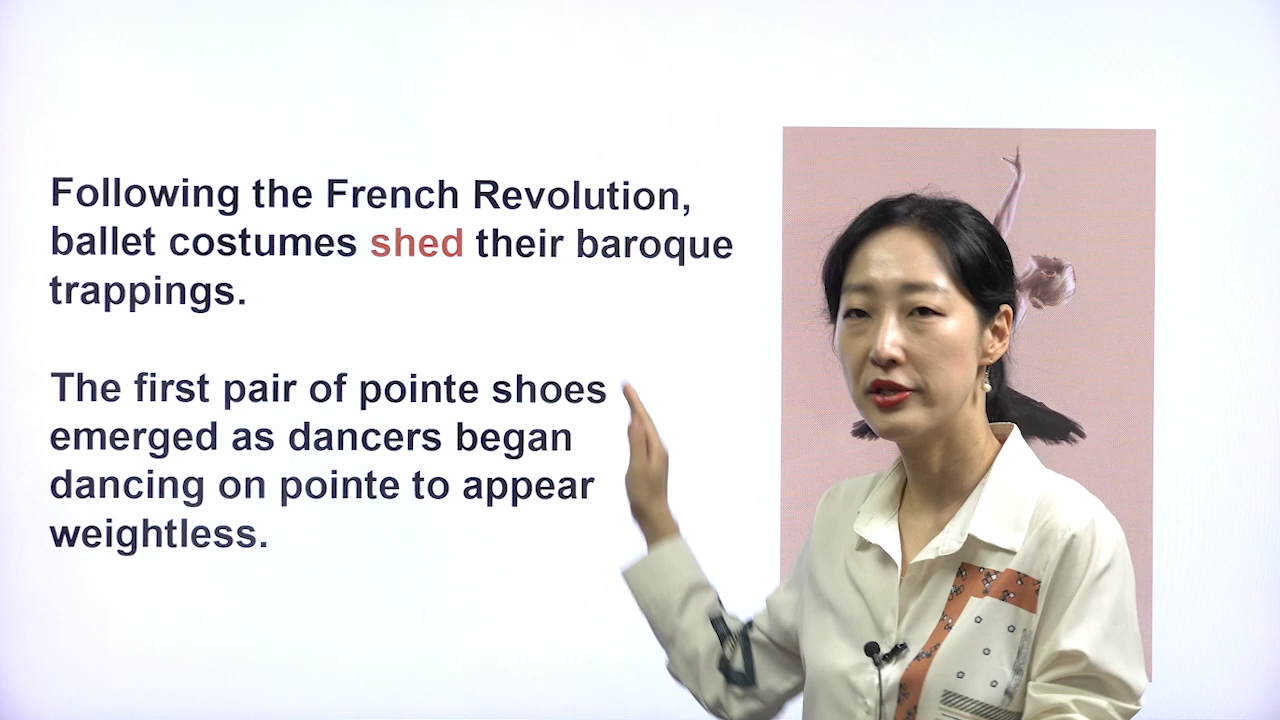 Following the French Revolution,
ballet costumes shed their baroque
trappings.
The first pair of pointe shoes
emerged as dancers began
dancing on pointe to appear
weightless.